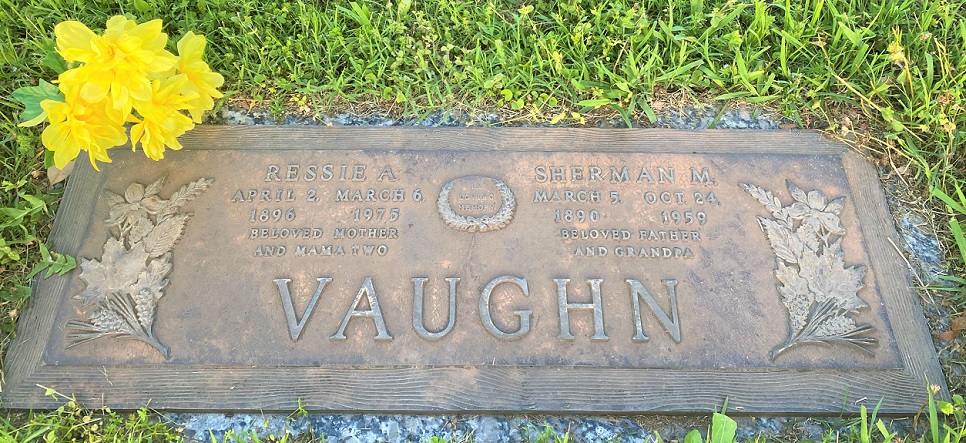 RESSIE A.
APRIL 2, MARCH 6,
1896 1975
BELOVED MOTHER
AND MAMA TWO
SHERMAN M.
MARCH 5, OCT. 24,
1890 1959
BELOVED FATHER
AND GRANDPA
VAUGHN